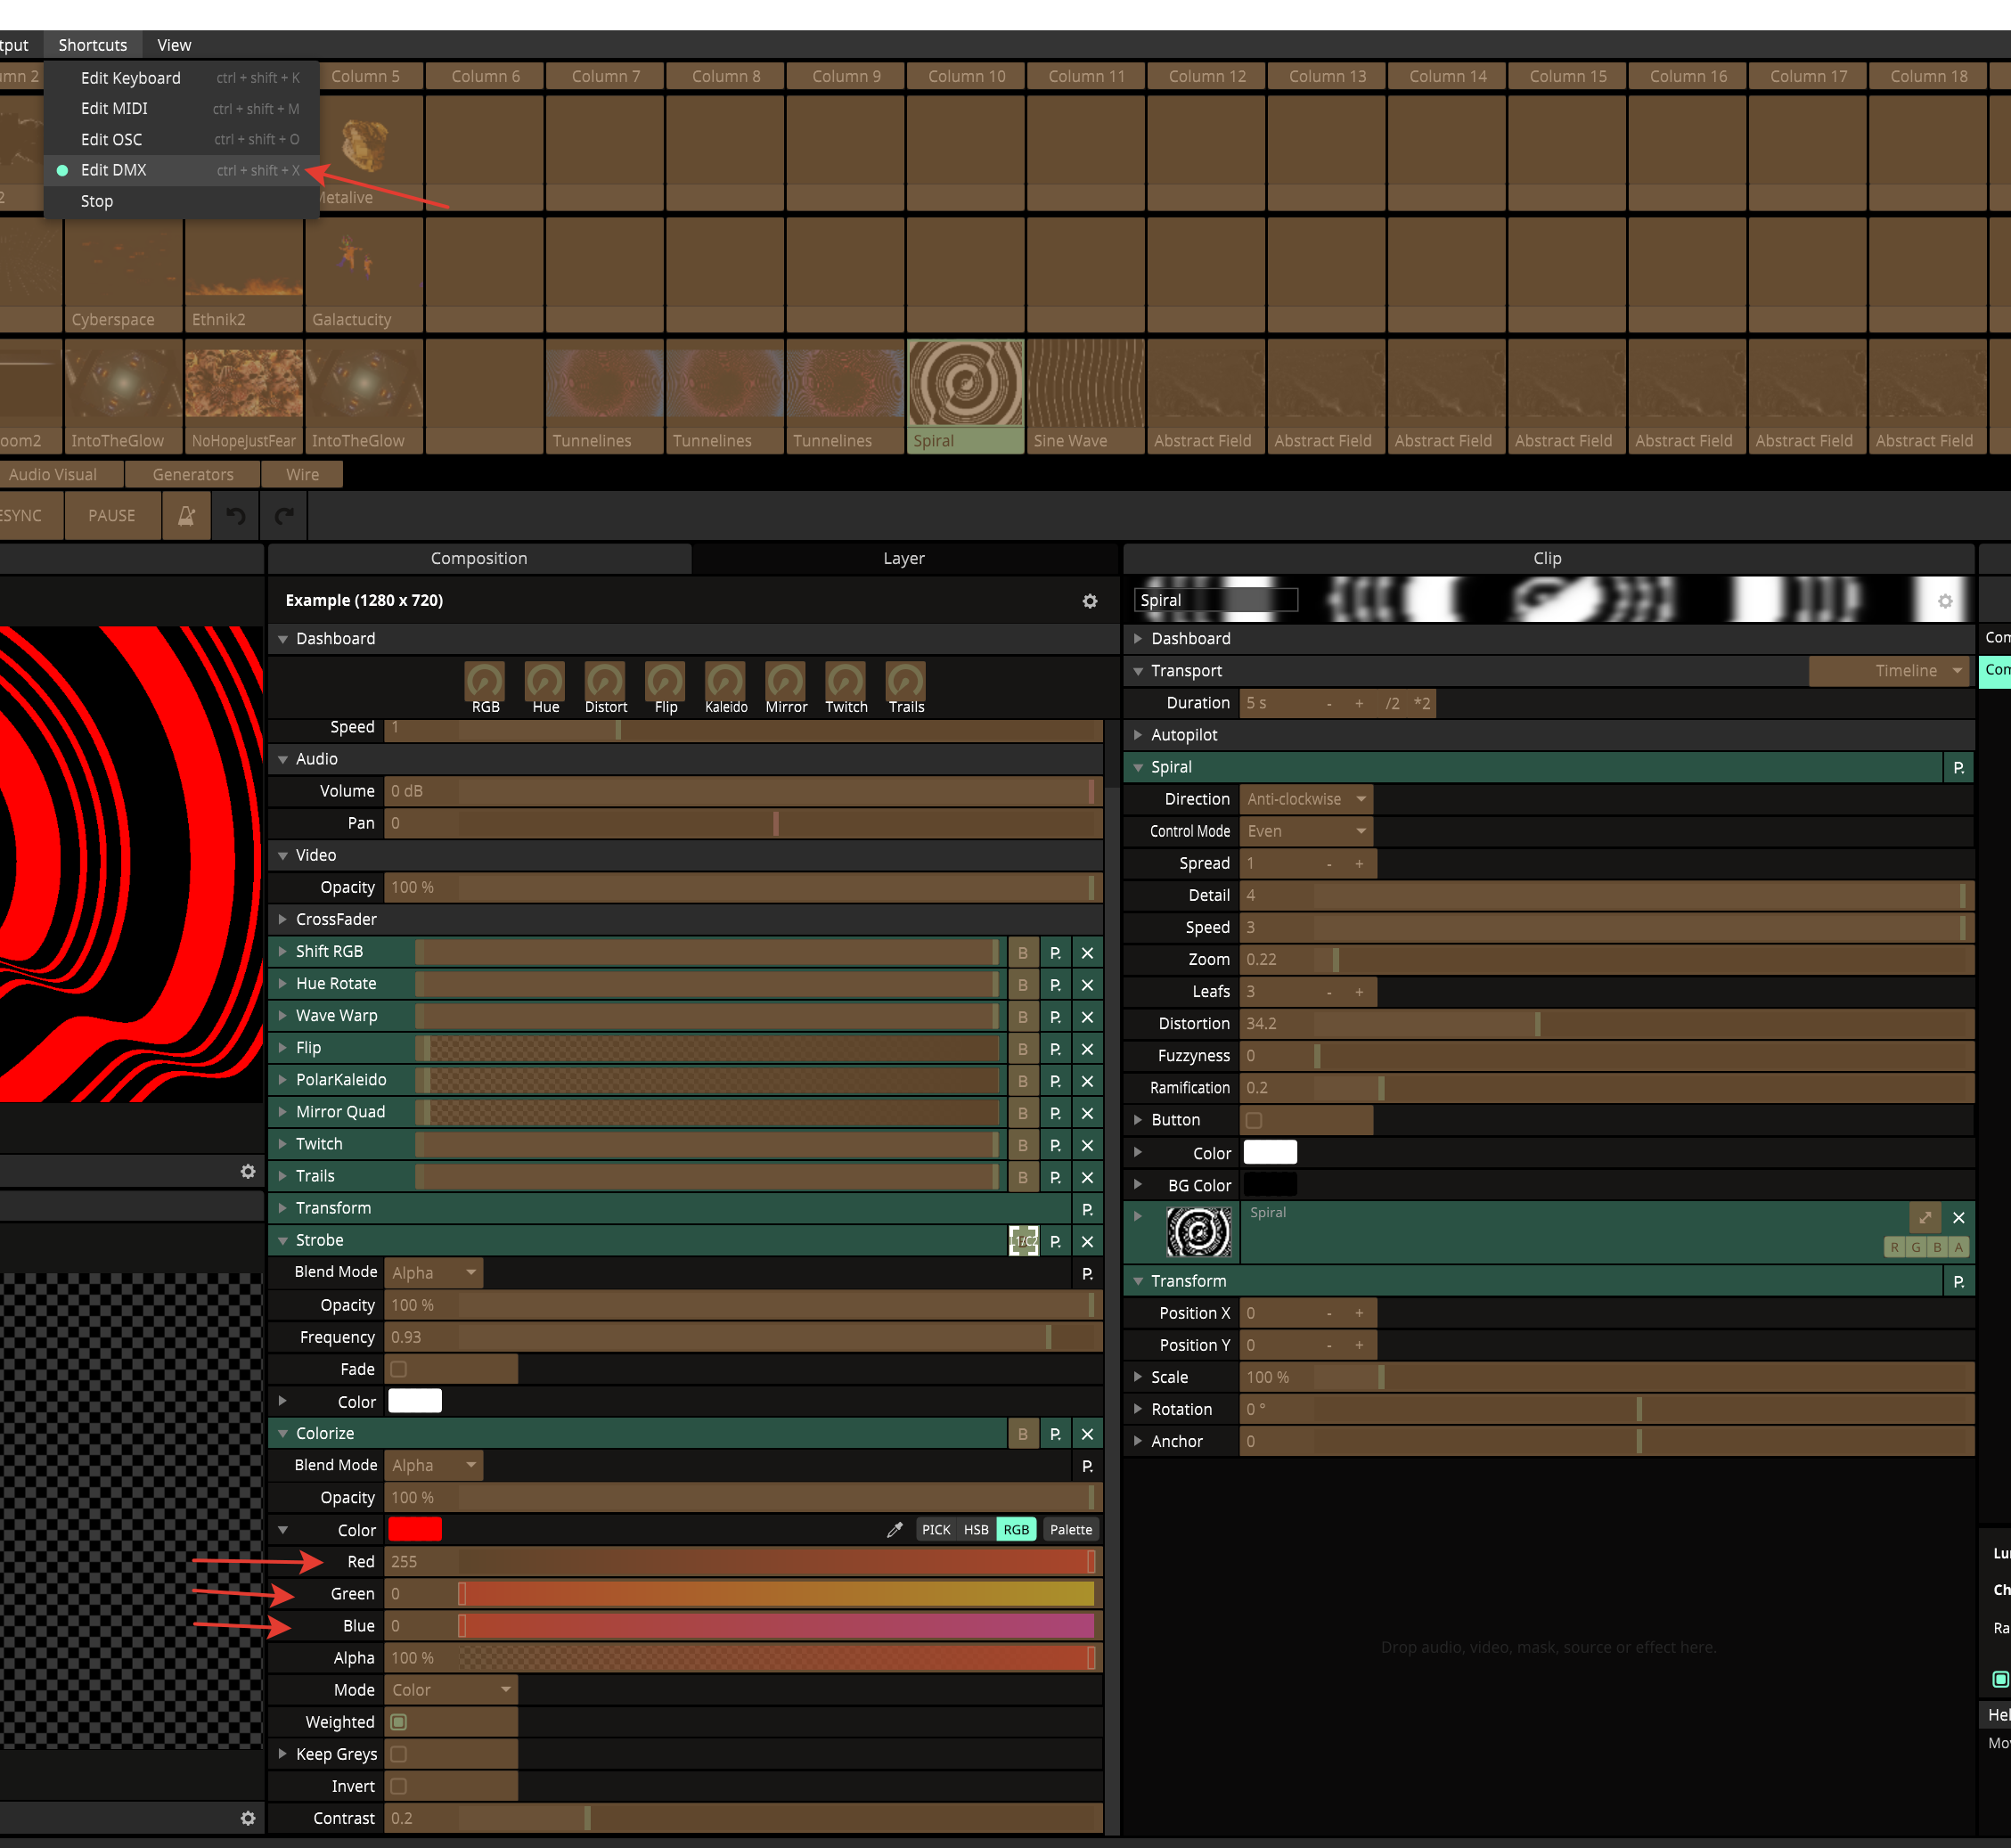 tput Shortcuts View
Edit Keyboard ctrl + shift + K
Edit MIDI ctrl + shift + M
Edit OSC ctrl + shift + O
Edit DMX ctrl + shift + X
Stop
mn 2 Column 5 Column 6 Column 7 Column 8 Column 9 Column 10 Column 11 Column 12 Column 13 Column 14 Column 15 Column 16 Column 17 Column 18
2 Metalive
Cyberspace Ethnik2 Galactucity
oom2 IntoTheGlow NoHopeJustFear IntoTheGlow Tunnelines Tunnelines Tunnelines Spiral Sine Wave Abstract Field Abstract Field Abstract Field Abstract Field Abstract Field Abstract Field Abstract Field
Audio Visual Generators Wire
ESYNC PAUSE
Composition Layer
Example (1280 x 720)
Dashboard
RGB Hue Distort Flip Kaleido Mirror Twitch Trails
Speed 1
Audio
Volume 0 dB
Pan 0
Video
Opacity 100 %
CrossFader
Shift RGB B P.
Hue Rotate B P.
Wave Warp B P.
Flip B P.
PolarKaleido B P.
Mirror Quad B P.
Twitch B P.
Trails B P.
Transform P.
Strobe P.
Blend Mode Alpha P.
Opacity 100 %
Frequency 0.93
Fade
Color
Colorize B P.
Blend Mode Alpha P.
Opacity 100 %
Color PICK HSB RGB Palette
Red 255
Green 0
Blue 0
Alpha 100 %
Mode Color
Weighted
Keep Greys
Invert
Contrast 0.2
Clip
Spiral
Dashboard
Transport Timeline
Duration 5 s - + /2 *2
Autopilot
Spiral P.
Direction Anti-clockwise
Control Mode Even
Spread 1 - +
Detail 4
Speed 3
Zoom 0.22
Leafs 3 - +
Distortion 34.2
Fuzzyness 0
Ramification 0.2
Button
Color
BG Color
Spiral
R G B A
Transform P.
Position X 0 - +
Position Y 0 - +
Scale 100 %
Rotation 0 °
Anchor 0
Drop audio, video, mask, source or effect here.
Com
Com
Lu
Ch
Ra
Hel
Mo